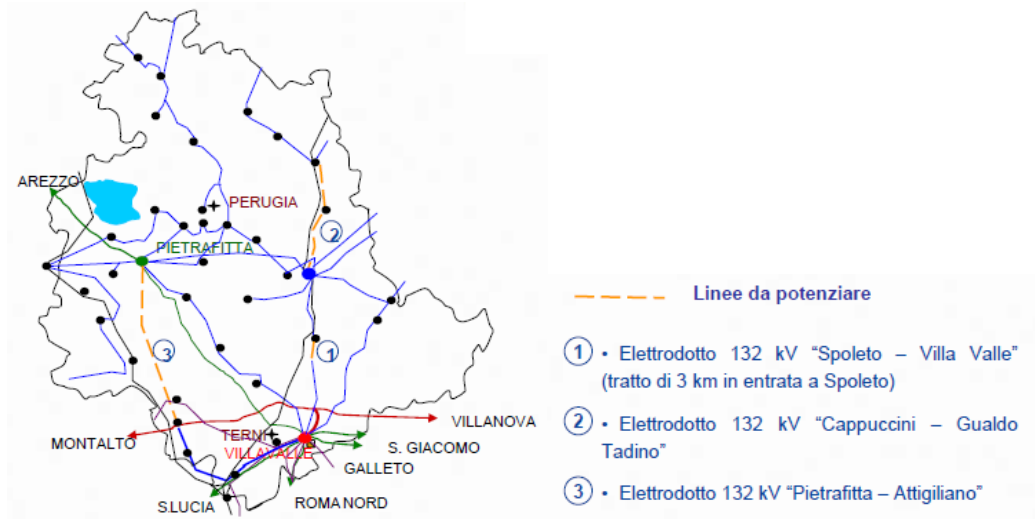 AREZZO
PERUGIA
2
PIETRAFITTA
3
1
VILLANOVA
MONTALTO
TERNI
VILLAVALLE
S. GIACOMO
GALLETO
S.LUCIA
ROMA NORD
Linee da potenziare
1 • Elettrodotto 132 kV “Spoleto – Villa Valle”
(tratto di 3 km in entrata a Spoleto)
2 • Elettrodotto 132 kV “Cappuccini – Gualdo
Tadino”
3 • Elettrodotto 132 kV “Pietrafitta – Attigiliano”